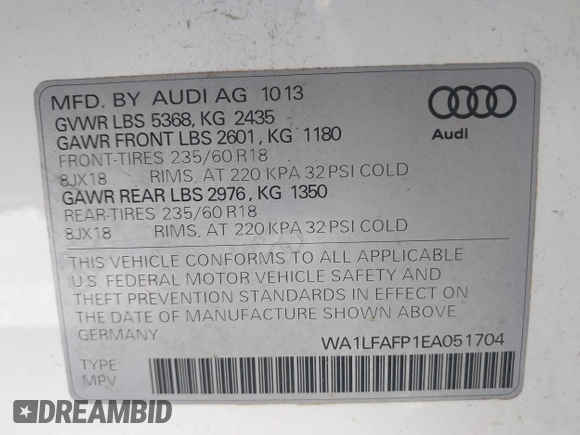 MFD. BY AUDI AG 10 13
GVWR LBS 5368, KG 2435
GAWR FRONT LBS 2601, KG 1180
FRONT-TIRES 235/60 R18
8JX18 RIMS, AT 220 KPA 32 PSI COLD
GAWR REAR LBS 2976, KG 1350
REAR-TIRES 235/60 R18
8JX18 RIMS, AT 220 KPA 32 PSI COLD
Audi
THIS VEHICLE CONFORMS TO ALL APPLICABLE
U.S. FEDERAL MOTOR VEHICLE SAFETY AND
THEFT PREVENTION STANDARDS IN EFFECT ON
THE DATE OF MANUFACTURE SHOWN ABOVE
GERMANY
WA1LFAFP1EA051704
TYPE
MPV
DREAMBID